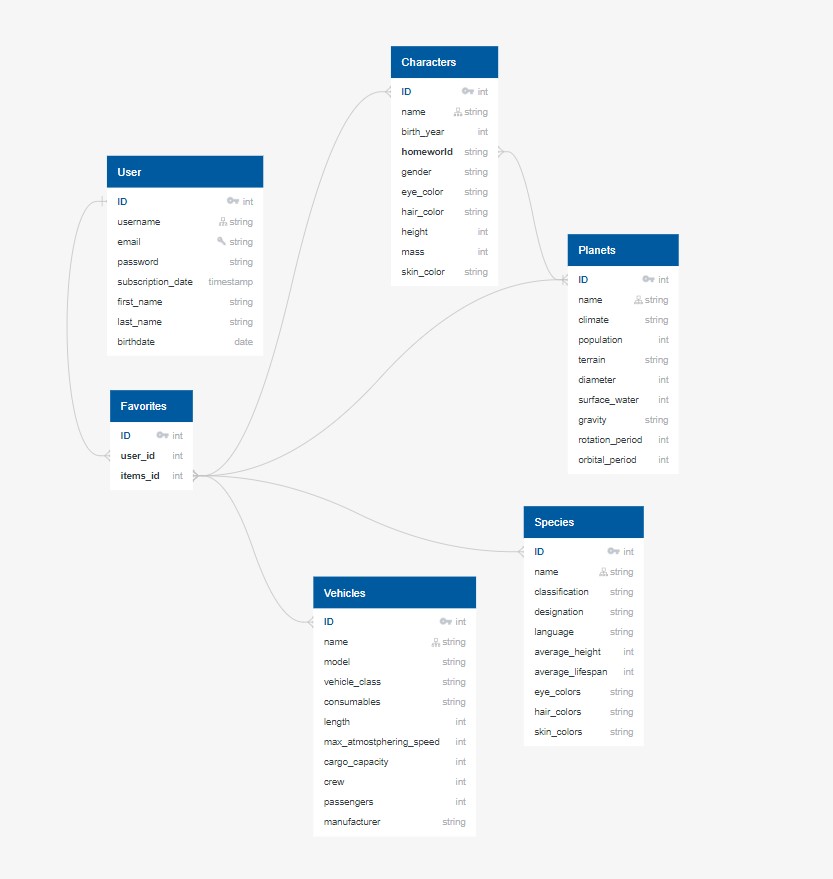 Characters
ID int
name string
birth_year int
homeworld string
gender string
eye_color string
hair_color string
height int
mass int
skin_color string
User
ID int
username string
email string
password string
subscription_date timestamp
first_name string
last_name string
birthdate date
Planets
ID int
name string
climate string
population int
terrain string
diameter int
surface_water int
gravity string
rotation_period int
orbital_period int
Favorites
ID int
user_id int
items_id int
Species
ID int
name string
classification string
designation string
language string
average_height int
average_lifespan int
eye_colors string
hair_colors string
skin_colors string
Vehicles
ID int
name string
model string
vehicle_class string
consumables string
length int
max_atmostphering_speed int
cargo_capacity int
crew int
passengers int
manufacturer string